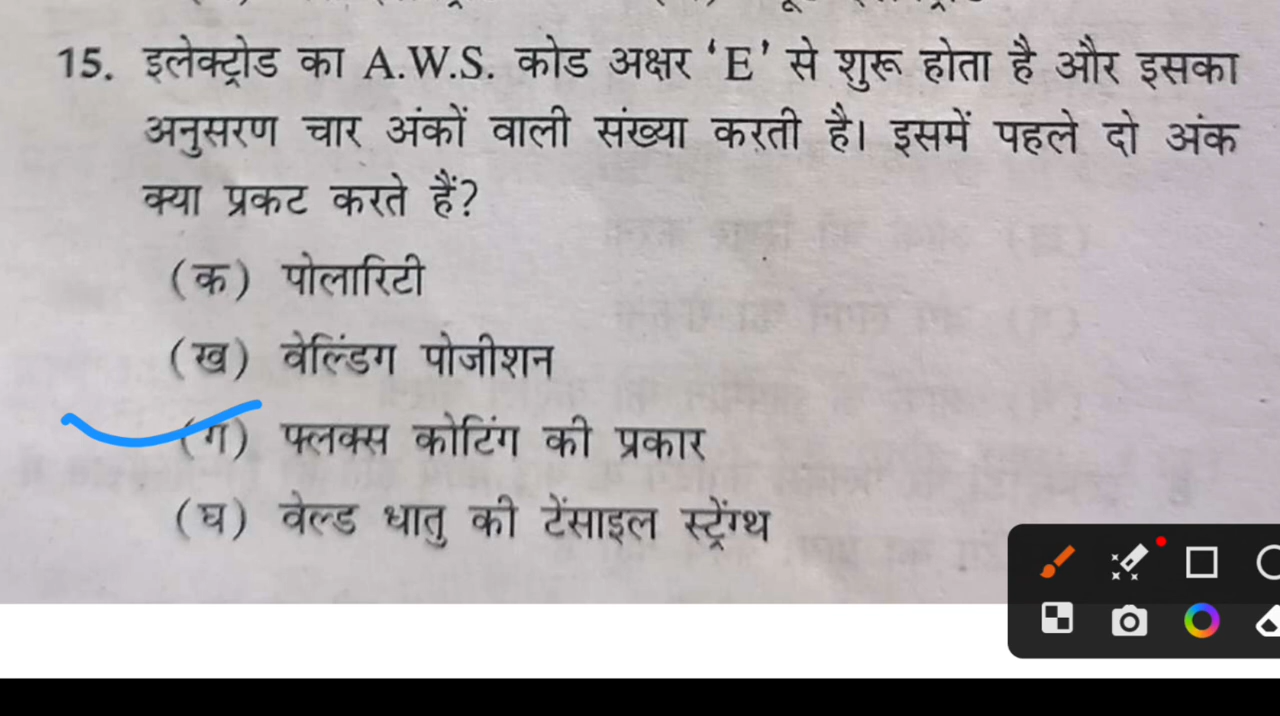 15. इलेक्ट्रोड का A.W.S. कोड अक्षर ‘E’ से शुरू होता है और इसका
अनुसरण चार अंकों वाली संख्या करती है। इसमें पहले दो अंक
क्या प्रकट करते हैं?
(क) पोलारिटी
(ख) वेल्डिंग पोजीशन
(ग) फ्लक्स कोटिंग की प्रकार
(घ) वेल्ड धातु की टेंसाइल स्ट्रेंग्थ